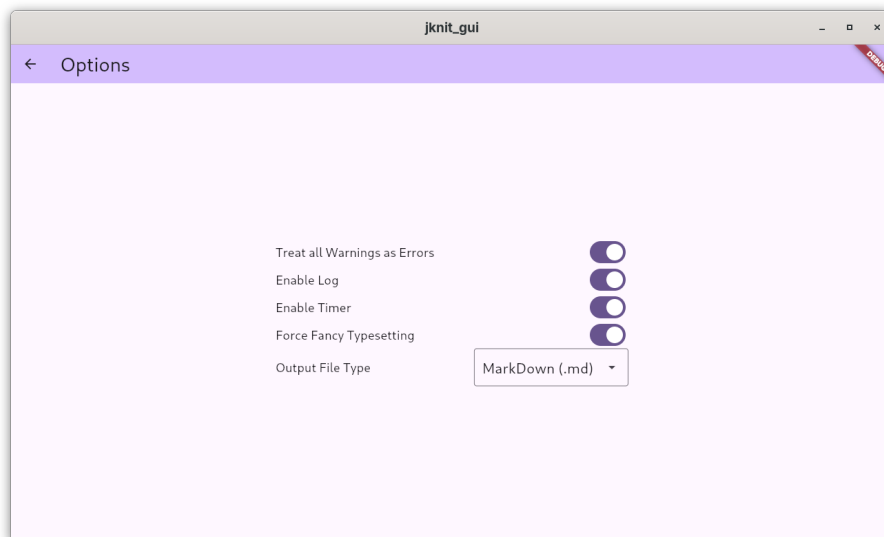 jknit_gui
Options
DEBUG
Treat all Warnings as Errors
Enable Log
Enable Timer
Force Fancy Typesetting
Output File Type
MarkDown (.md)